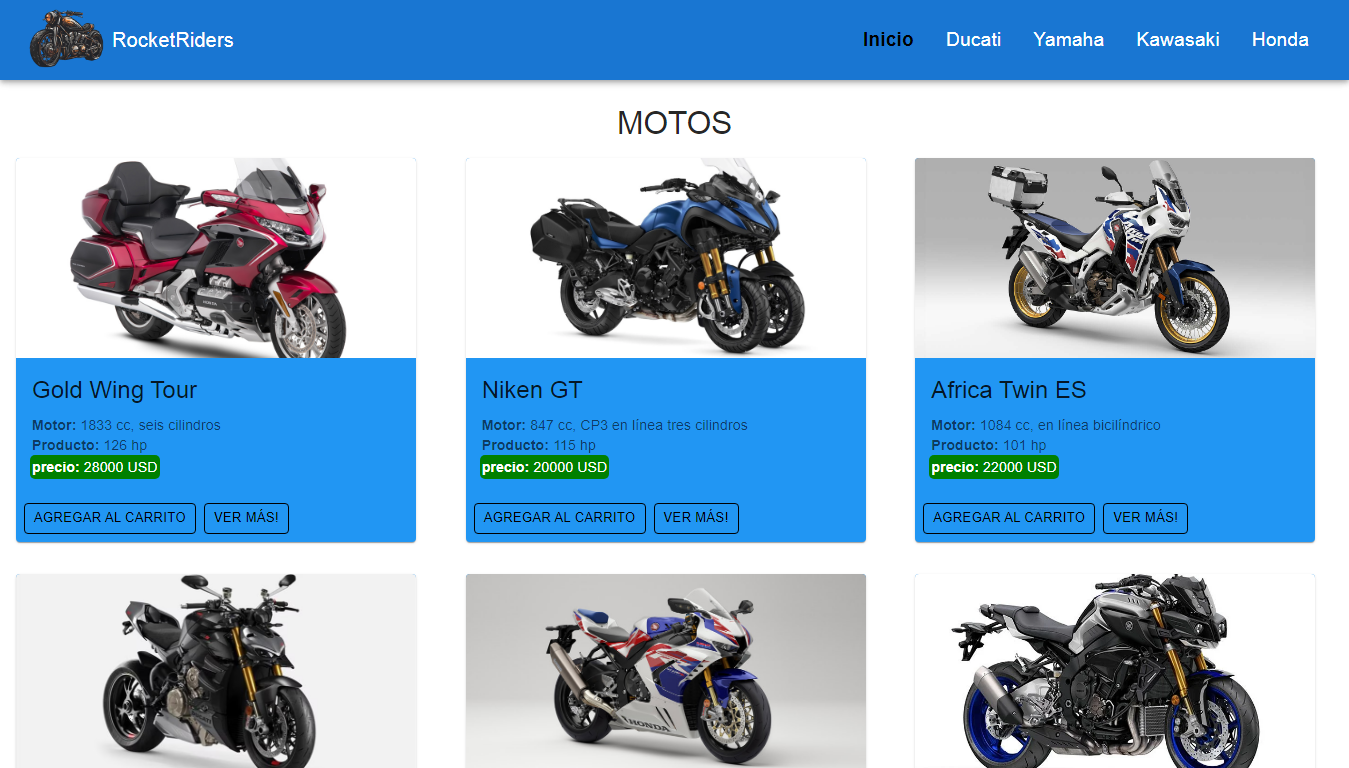 RocketRiders
Inicio Ducati Yamaha Kawasaki Honda
MOTOS
HONDA
Gold Wing Tour
Motor: 1833 cc, seis cilindros
Producto: 126 hp
precio: 28000 USD
AGREGAR AL CARRITO VER MÁS!
Niken GT
Motor: 847 cc, CP3 en línea tres cilindros
Producto: 115 hp
precio: 20000 USD
AGREGAR AL CARRITO VER MÁS!
Africa Twin ES
Motor: 1084 cc, en línea bicilíndrico
Producto: 101 hp
precio: 22000 USD
AGREGAR AL CARRITO VER MÁS!
HONDA